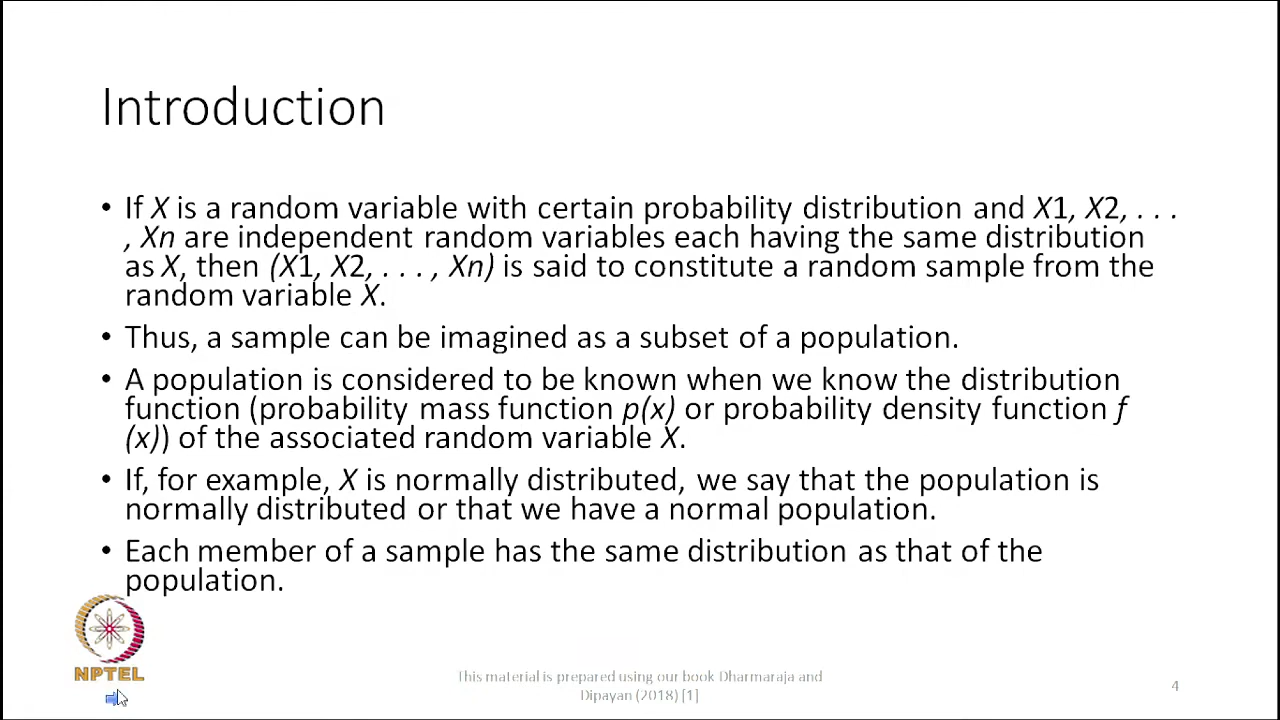 Introduction
• If X is a random variable with certain probability distribution and X1, X2, . . .
, Xn are independent random variables each having the same distribution
as X, then (X1, X2, . . . , Xn) is said to constitute a random sample from the
random variable X.
• Thus, a sample can be imagined as a subset of a population.
• A population is considered to be known when we know the distribution
function (probability mass function p(x) or probability density function f
(x)) of the associated random variable X.
• If, for example, X is normally distributed, we say that the population is
normally distributed or that we have a normal population.
• Each member of a sample has the same distribution as that of the
population.
NPTEL
This material is prepared using our book Dharmaraja and
Dipayan (2018) [1]
4